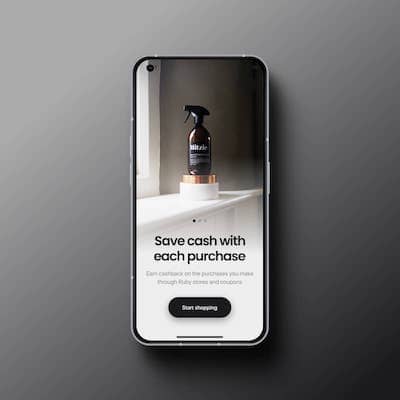 Save cash with
each purchase
Earn cashback on the purchases you make
through Ruby stores and coupons
Start shopping